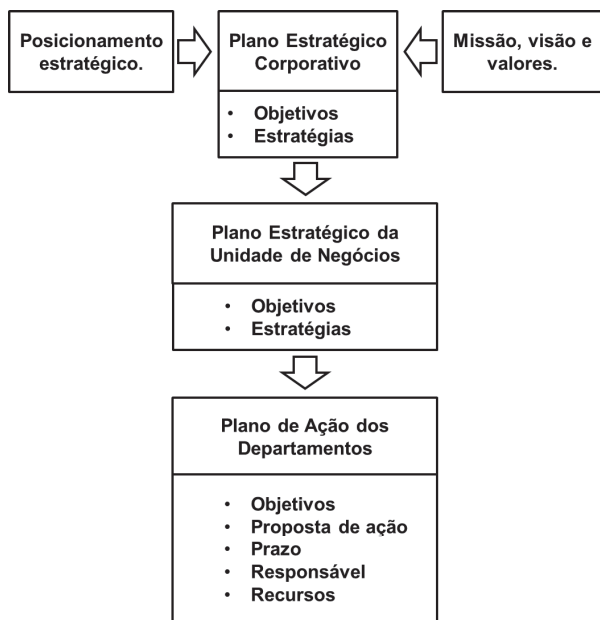 Posicionamento
estratégico.
Plano Estratégico
Corporativo
Missão, visão e
valores.
• Objetivos
• Estratégias
Plano Estratégico da
Unidade de Negócios
• Objetivos
• Estratégias
Plano de Ação dos
Departamentos
• Objetivos
• Proposta de ação
• Prazo
• Responsável
• Recursos